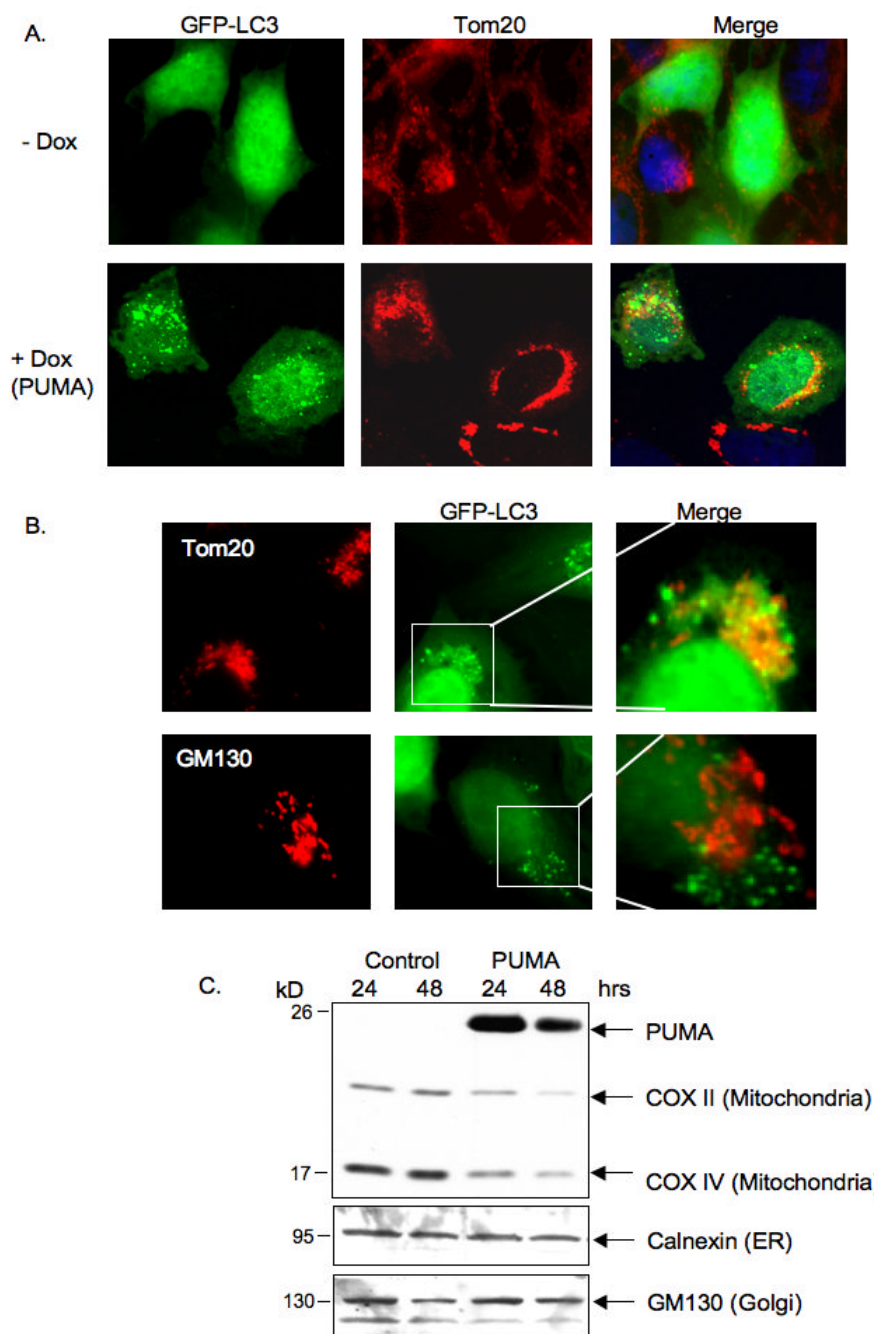 A.
GFP-LC3 Tom20 Merge
- Dox
+ Dox
(PUMA)
B.
GFP-LC3 Merge
Tom20
GM130
C.
Control PUMA
kD 24 48 24 48 hrs
26
PUMA
COX II (Mitochondria)
17
COX IV (Mitochondria
95
Calnexin (ER)
130
GM130 (Golgi)